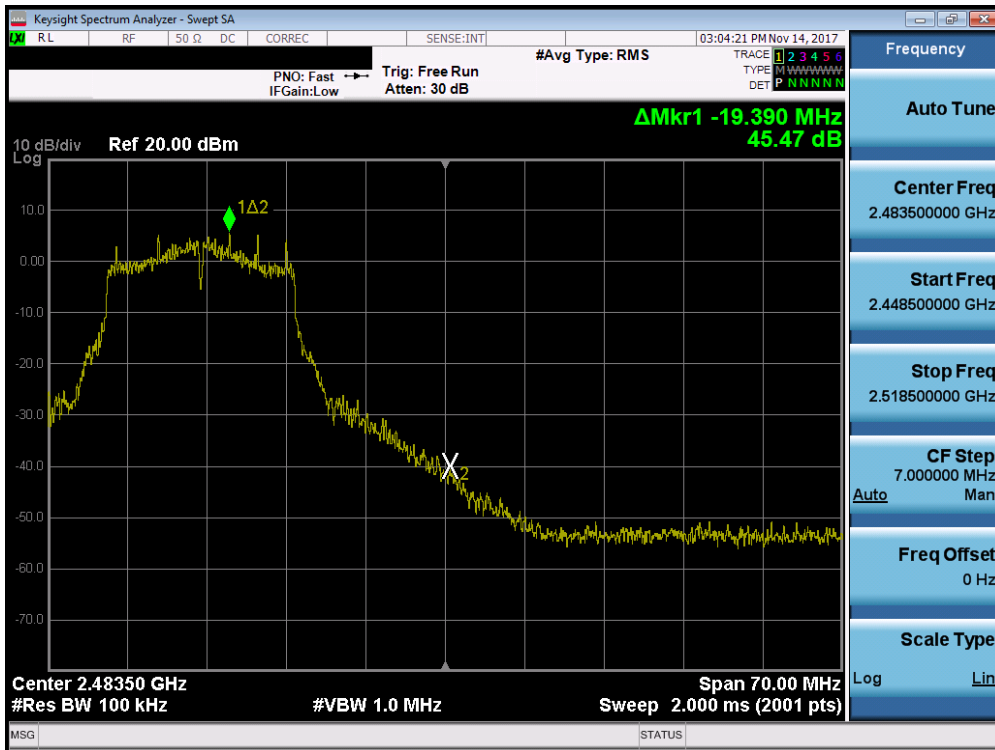 Keysight Spectrum Analyzer - Swept SA
LXI RL RF 50 Ω DC CORREC SENSE:INT 03:04:21 PM Nov 14, 2017
#Avg Type: RMS
TRACE 1 2 3 4 5 6
TYPE M W W W W W
DET P N N N N N
PNO: Fast Trig: Free Run
IFGain:Low Atten: 30 dB
ΔMkr1 -19.390 MHz
45.47 dB
10 dB/div Ref 20.00 dBm
Log
1Δ2
10.0
0.00
-10.0
-20.0
-30.0
-40.0
X2
-50.0
-60.0
-70.0
Center 2.48350 GHz Span 70.00 MHz
#Res BW 100 kHz #VBW 1.0 MHz Sweep 2.000 ms (2001 pts)
MSG STATUS
Frequency
Auto Tune
Center Freq
2.483500000 GHz
Start Freq
2.448500000 GHz
Stop Freq
2.518500000 GHz
CF Step
7.000000 MHz
Auto Man
Freq Offset
0 Hz
Scale Type
Log Lin